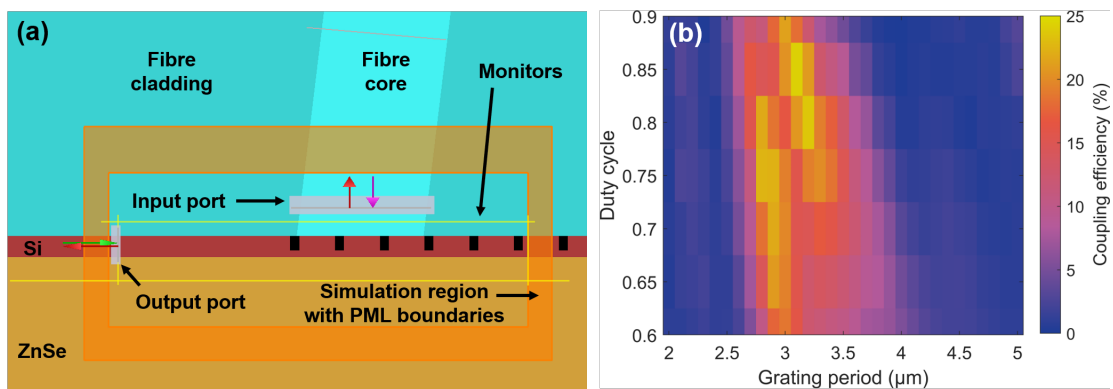 (a)
Fibre
cladding
Fibre
core
Monitors
Input port
Si
Output port
Simulation region
with PML boundaries
ZnSe
(b)
0.9
0.85
0.8
0.75
0.7
0.65
0.6
Duty cycle
2
2.5
3
3.5
4
4.5
5
Grating period (µm)
25
20
15
10
5
0
Coupling efficiency (%)